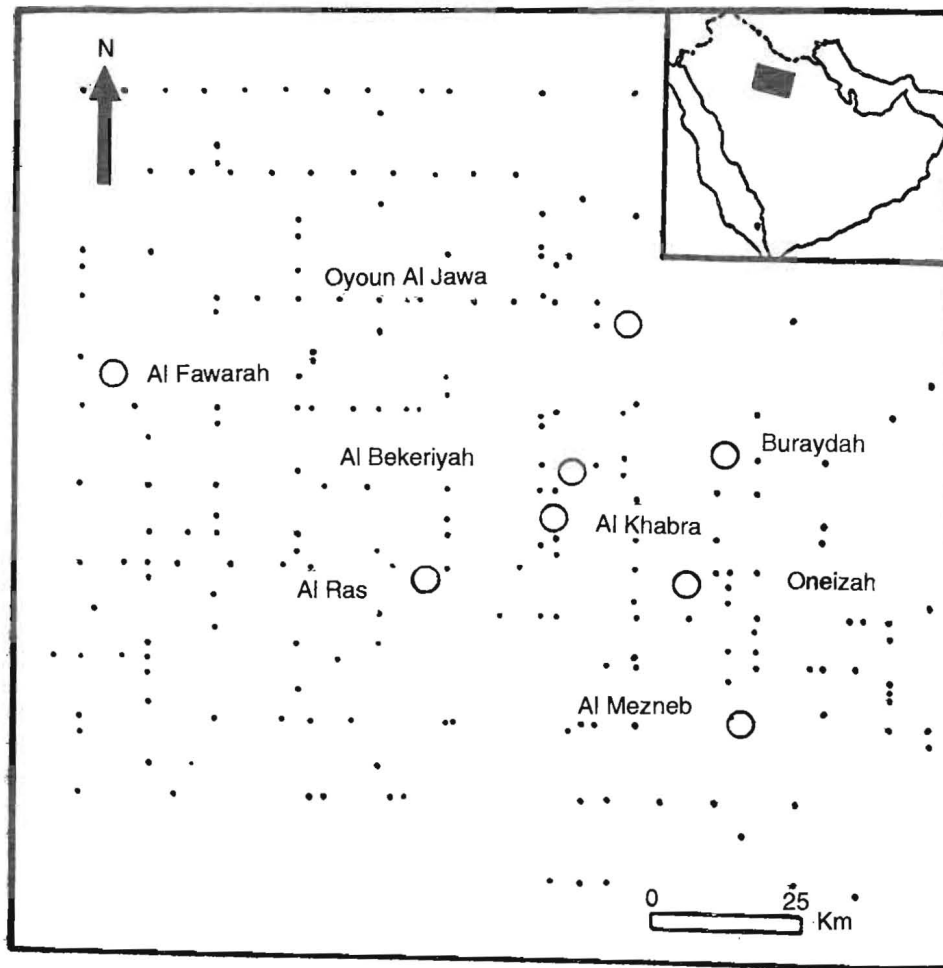 N
Oyoun Al Jawa
Al Fawarah
Al Bekeriyah
Buraydah
Al Khabra
Al Ras
Oneizah
Al Mezneb
0 25
Km